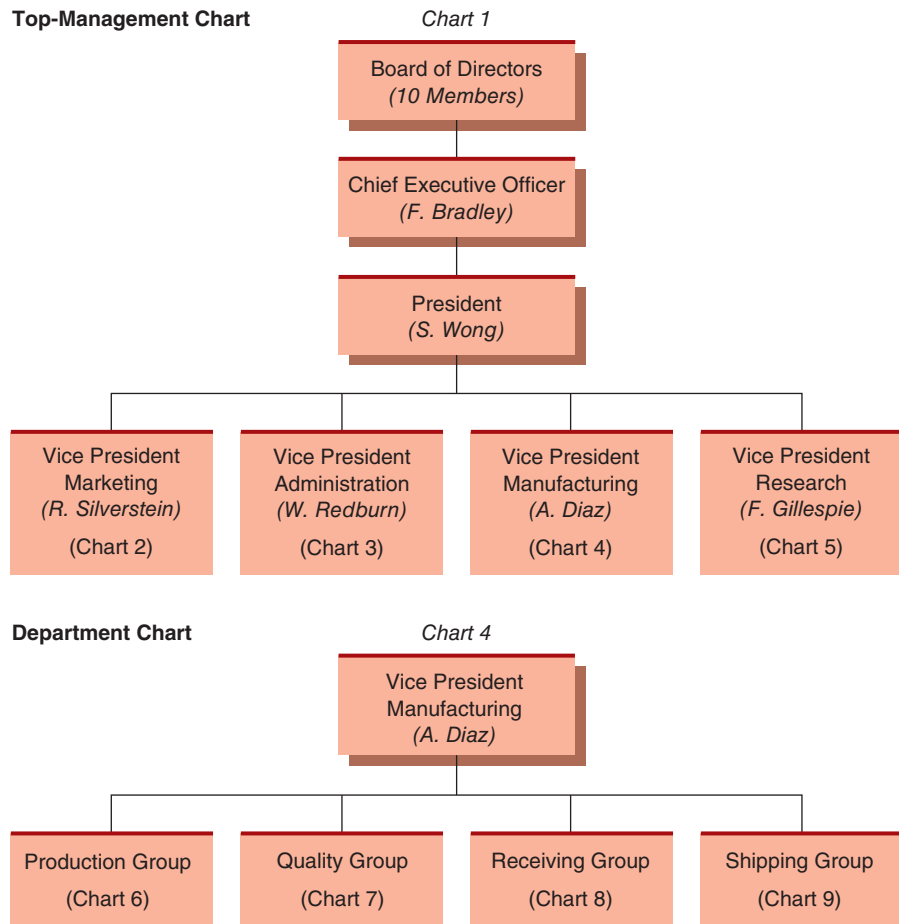 Top-Management Chart
Chart 1
Board of Directors
(10 Members)
Chief Executive Officer
(F. Bradley)
President
(S. Wong)
Vice President
Marketing
(R. Silverstein)
(Chart 2)
Vice President
Administration
(W. Redburn)
(Chart 3)
Vice President
Manufacturing
(A. Diaz)
(Chart 4)
Vice President
Research
(F. Gillespie)
(Chart 5)
Department Chart
Chart 4
Vice President
Manufacturing
(A. Diaz)
Production Group
(Chart 6)
Quality Group
(Chart 7)
Receiving Group
(Chart 8)
Shipping Group
(Chart 9)